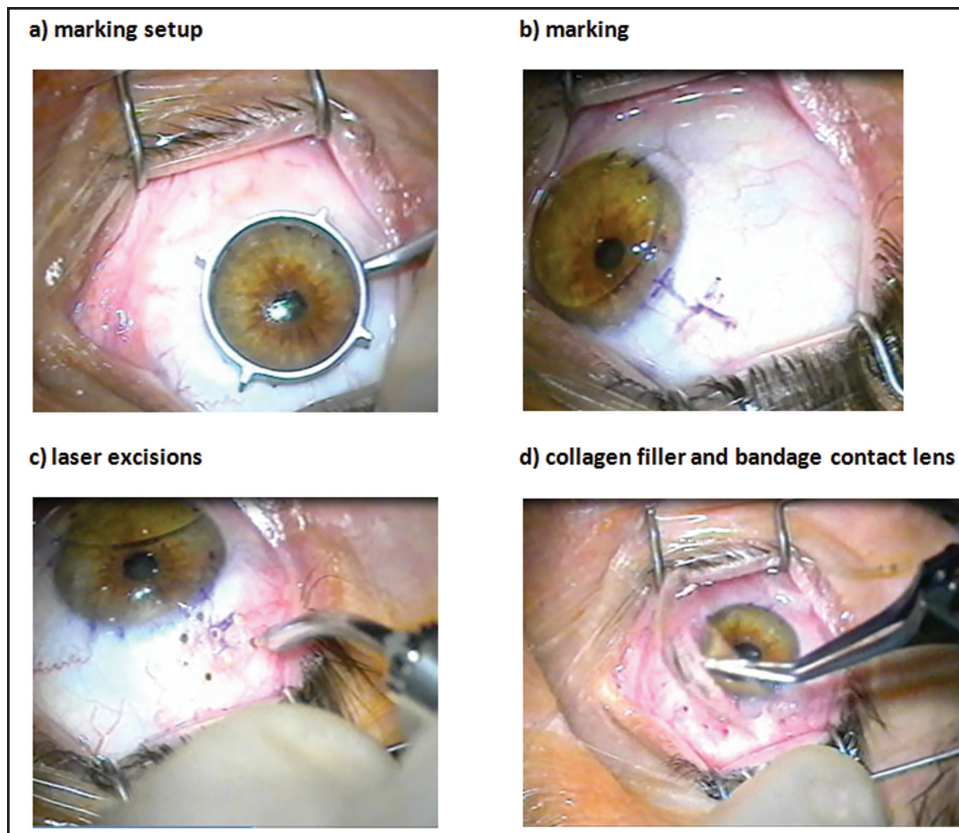 a) marking setup
b) marking
c) laser excisions
d) collagen filler and bandage contact lens